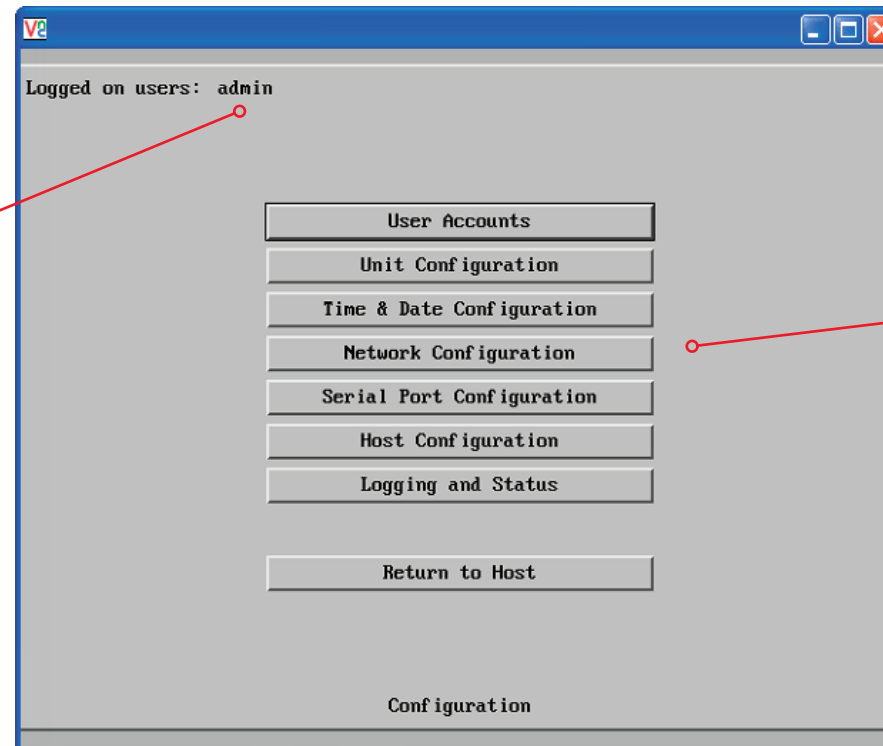 Logged on users: admin
User Accounts
Unit Configuration
Time & Date Configuration
Network Configuration
Serial Port Configuration
Host Configuration
Logging and Status
Return to Host
Configuration